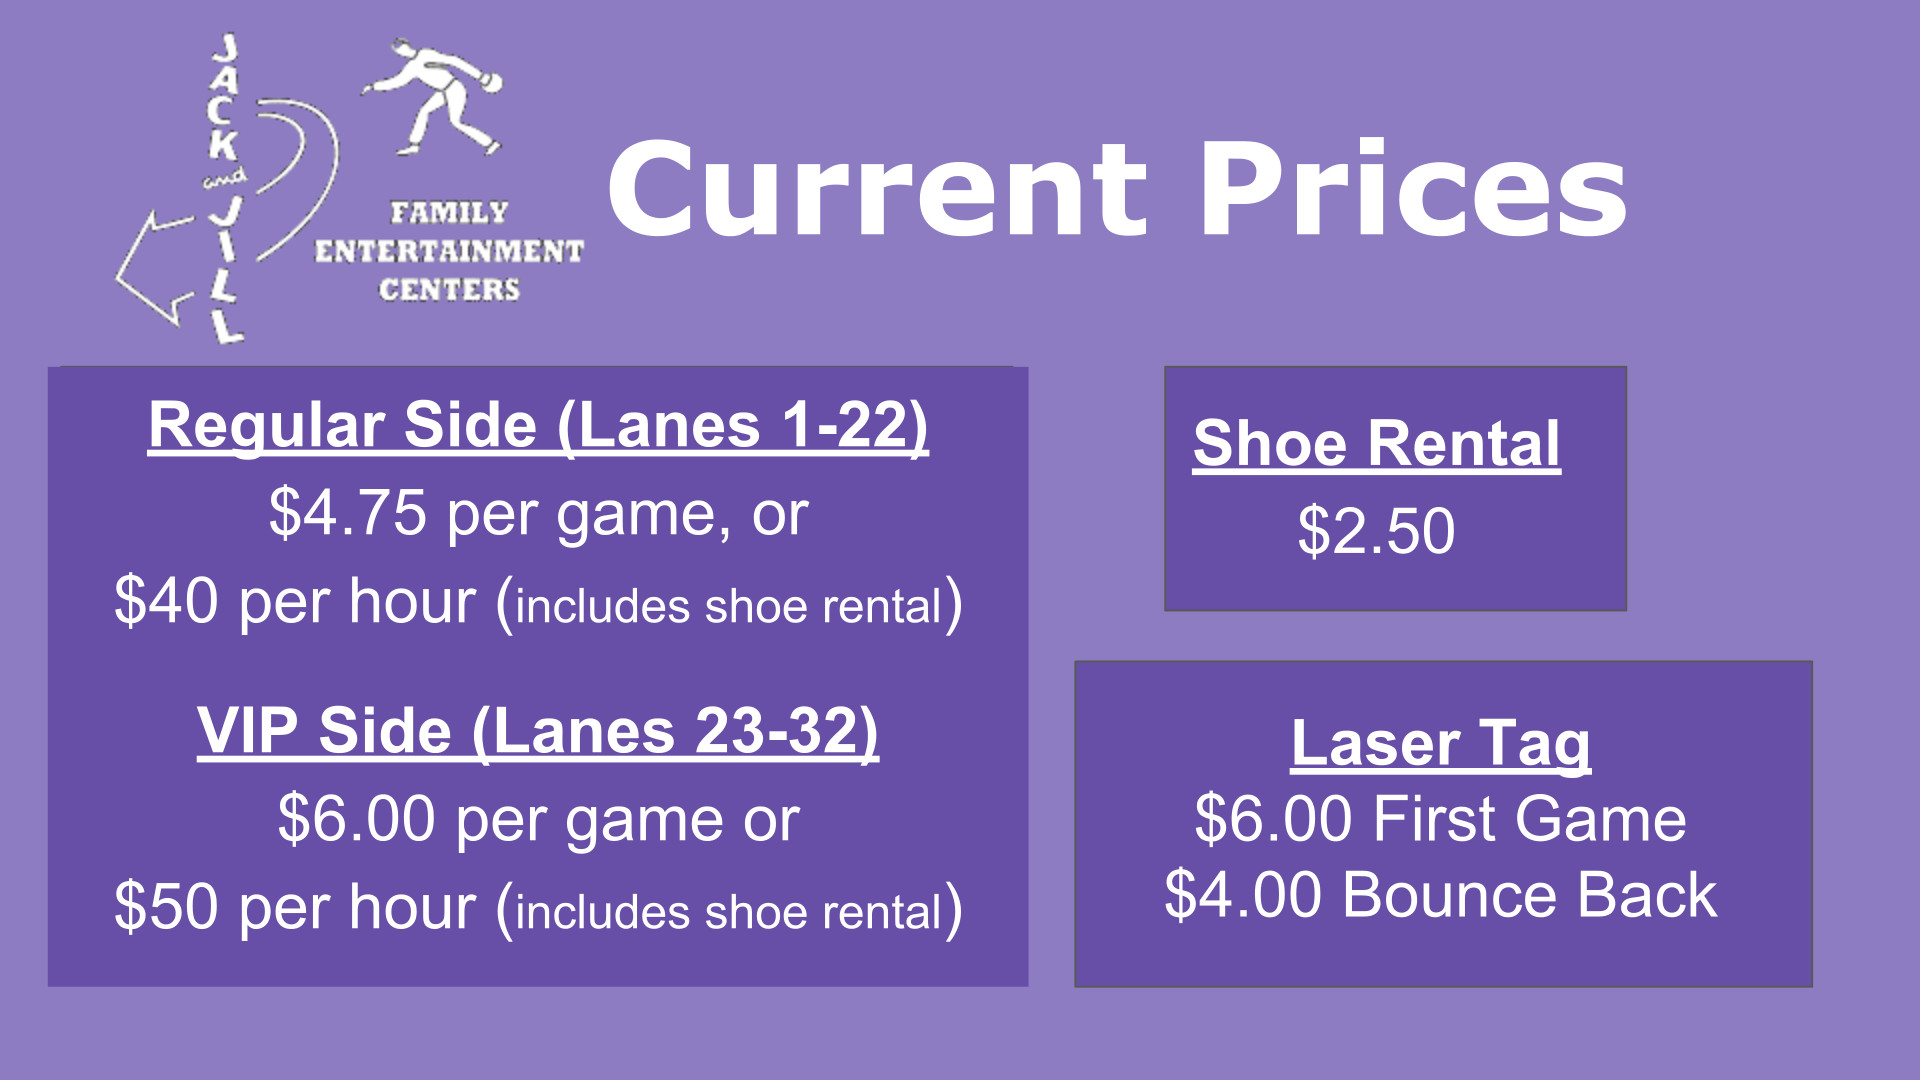 JACK and JILL
FAMILY
ENTERTAINMENT
CENTERS
Current Prices
Regular Side (Lanes 1-22)
$4.75 per game, or
$40 per hour (includes shoe rental)
VIP Side (Lanes 23-32)
$6.00 per game or
$50 per hour (includes shoe rental)
Shoe Rental
$2.50
Laser Tag
$6.00 First Game
$4.00 Bounce Back